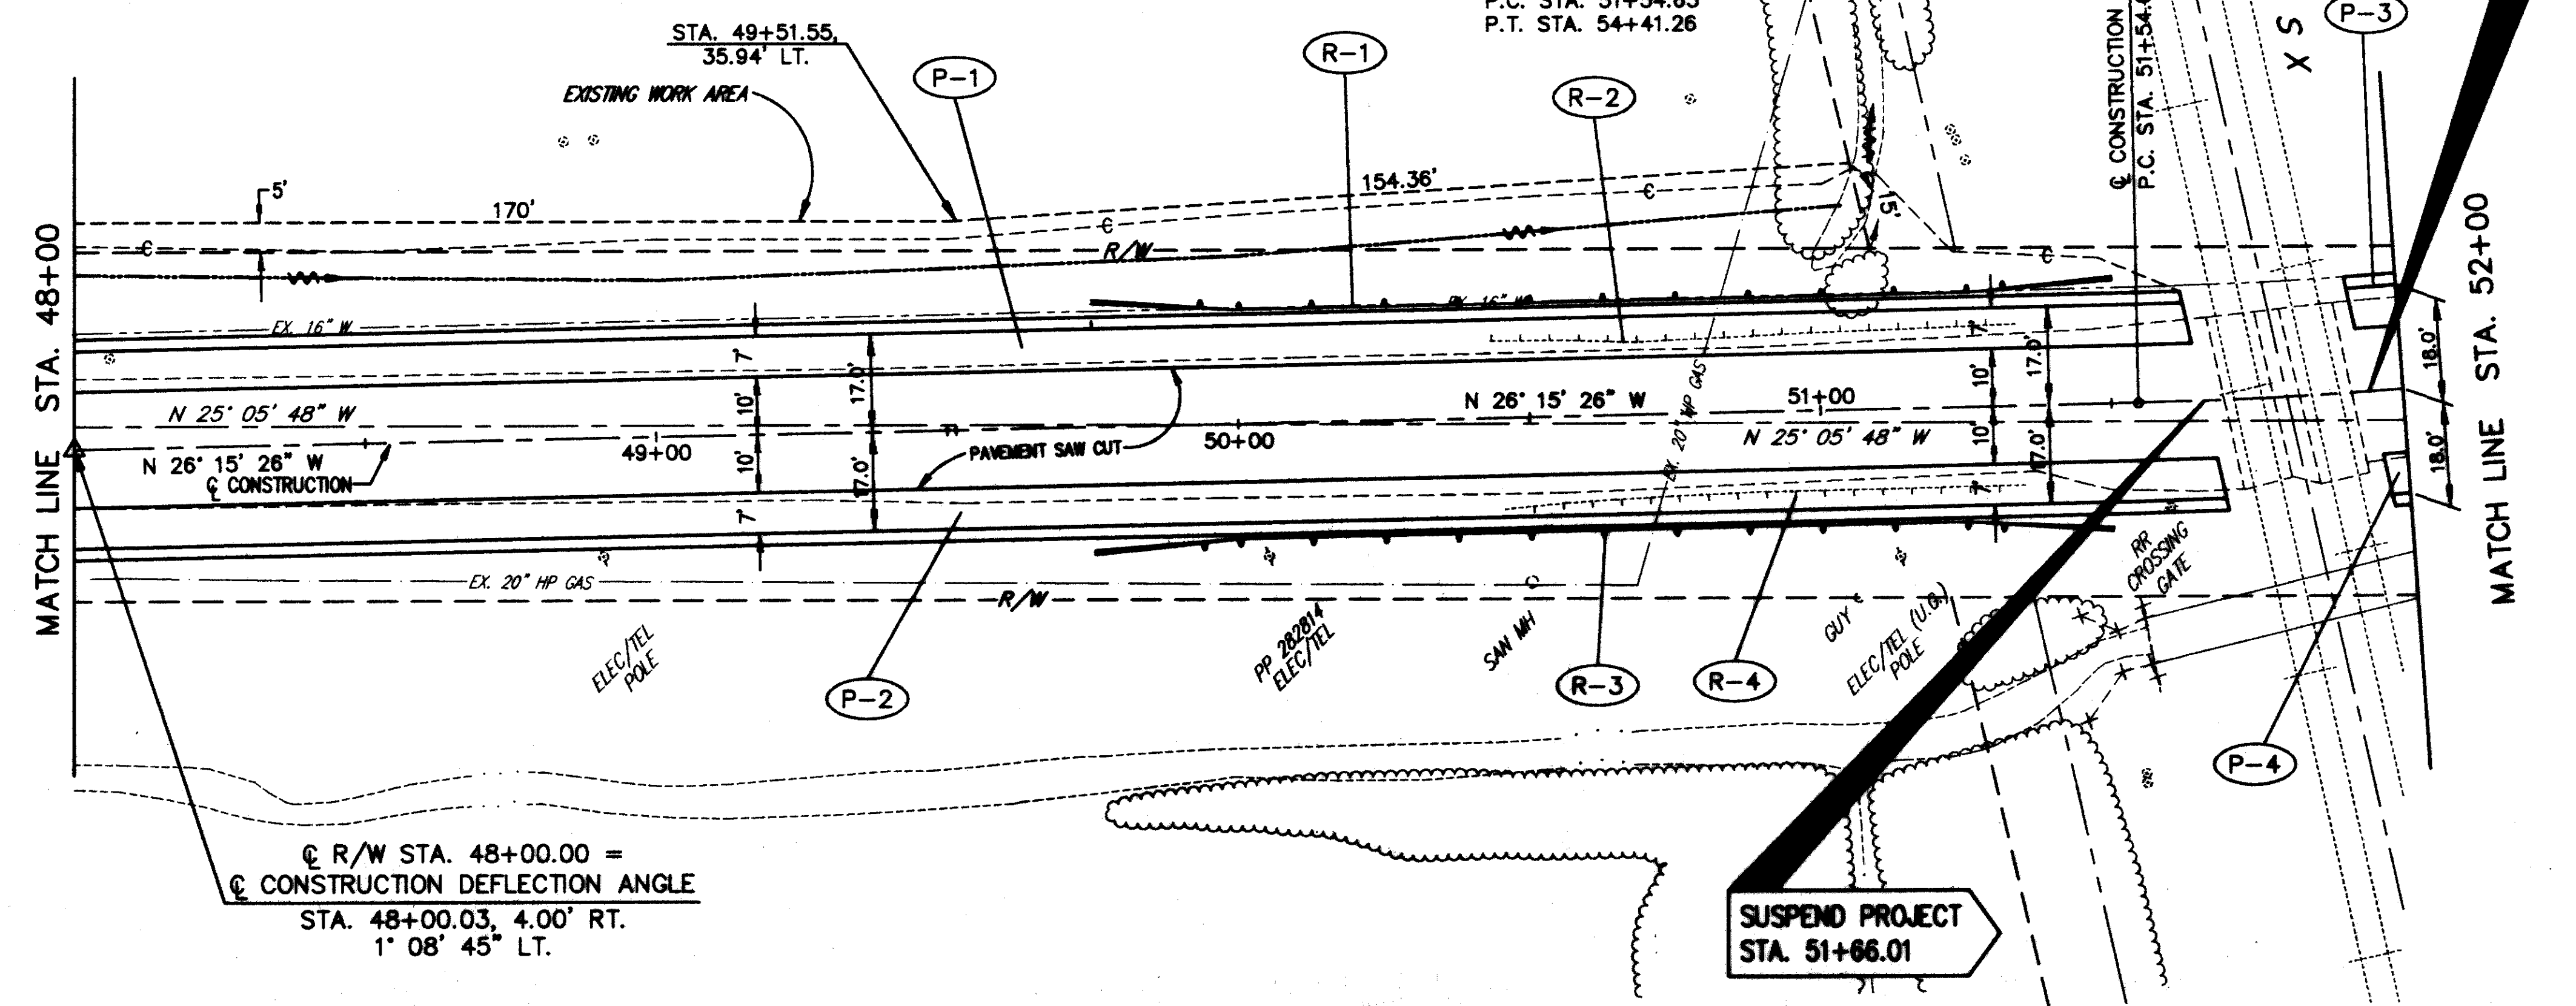 P.T. STA. 54+41.26
STA. 49+51.55,
35.94' LT.
EXISTING WORK AREA
P-1
R-1
R-2
P-3
S X
℄ CONSTRUCTION
P.C. STA. 51+54.
5'
170'
154.36'
15'
R/W
MATCH LINE STA. 48+00
EX. 16" W.
EX. 16" W
7'
7'
10'
17.0'
10'
17.0'
18.0'
N 25° 05' 48" W
N 26° 15' 26" W
℄ CONSTRUCTION
49+00
PAVEMENT SAW CUT
50+00
N 26° 15' 26" W
51+00
N 25° 05' 48" W
EX. 20" HP GAS
10'
17.0'
10'
17.0'
18.0'
7'
7'
MATCH LINE STA. 52+00
EX. 20" HP GAS
R/W
ELEC/TEL
POLE
P-2
PP 282814
ELEC/TEL
SAN MH
R-3
R-4
GUY
ELEC/TEL (U.G.)
POLE
RR
CROSSING
GATE
P-4
℄ R/W STA. 48+00.00 =
℄ CONSTRUCTION DEFLECTION ANGLE
STA. 48+00.03, 4.00' RT.
1° 08' 45" LT.
SUSPEND PROJECT
STA. 51+66.01